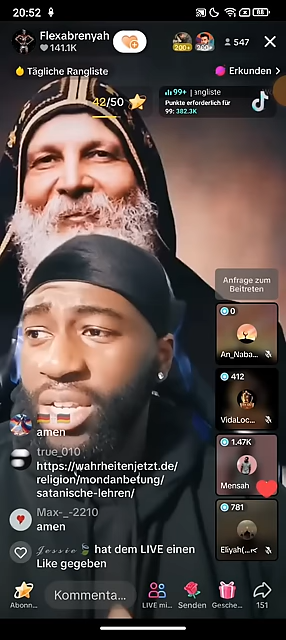 20:52
Flexabrenyah
141.1K
200+
200+
547
Tägliche Rangliste
Erkunden
42/50
99+
Punkte erforderlich für
99: 382.3K
Anfrage zum
Beitreten
0
An_Naba...
412
VidaLoc...
1.47K
Mensah
781
Eliyah(...
amen
true_010
https://wahrheitenjetzt.de/
religion/mondanbetung/
satanische-lehren/
Max-_-2210
amen
Jessie hat dem LIVE einen
Like gegeben
Abonn...
Kommenta...
LIVE mi...
Senden
Gesche...
151